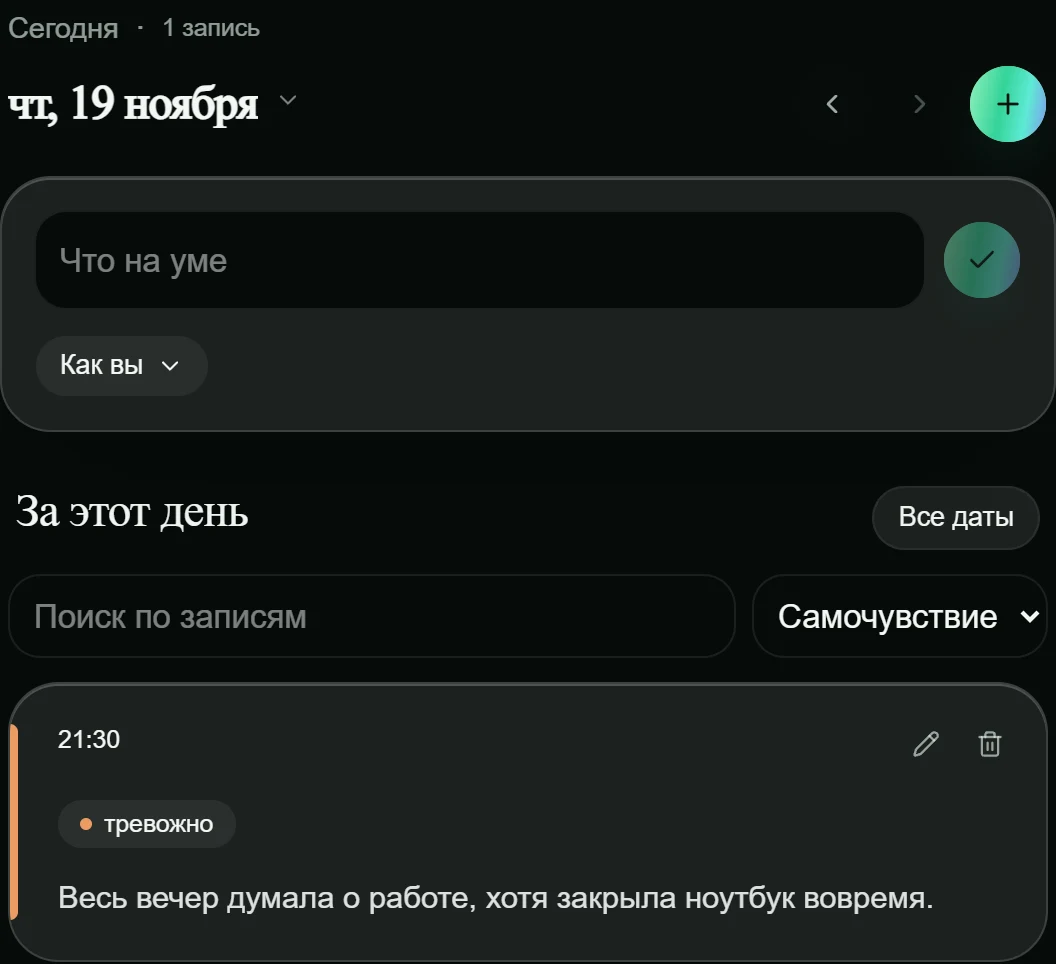 Сегодня · 1 запись
чт, 19 ноября
Что на уме
Как вы
За этот день
Все даты
Поиск по записям
Самочувствие
21:30
тревожно
Весь вечер думала о работе, хотя закрыла ноутбук вовремя.